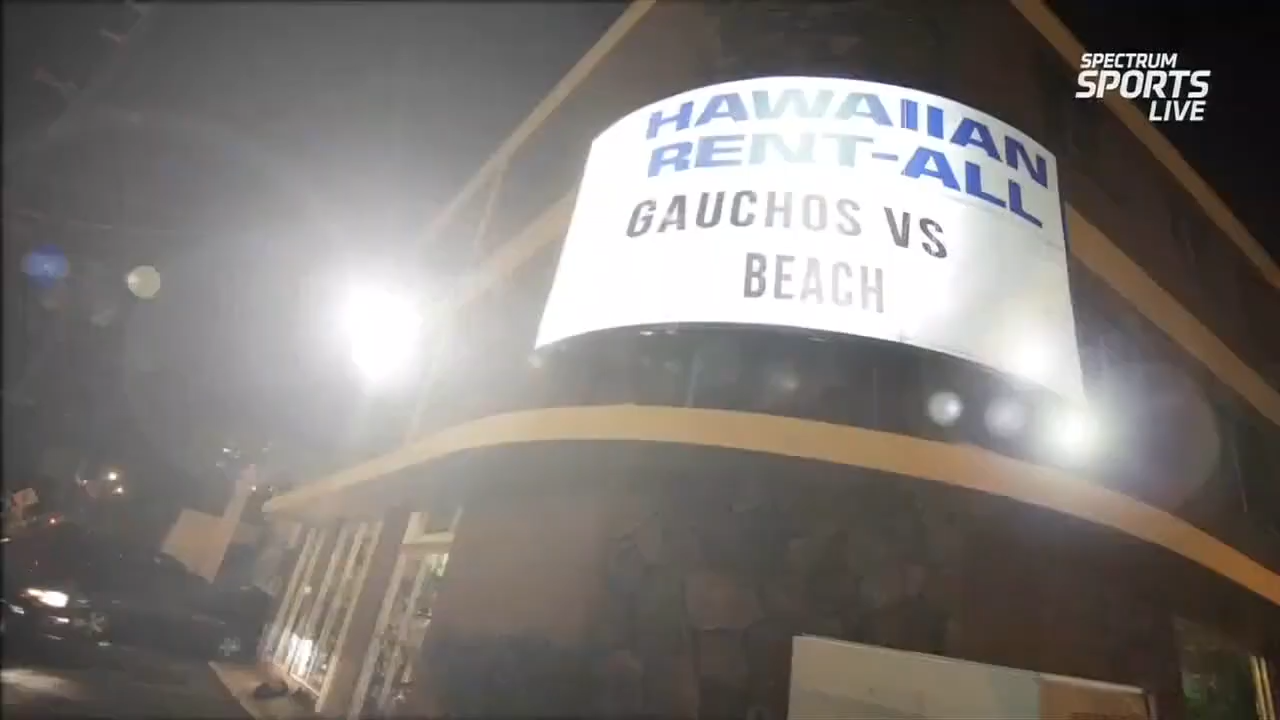 SPECTRUM
SPORTS
LIVE
HAWAIIAN
RENT-ALL
GAUCHOS VS
BEACH